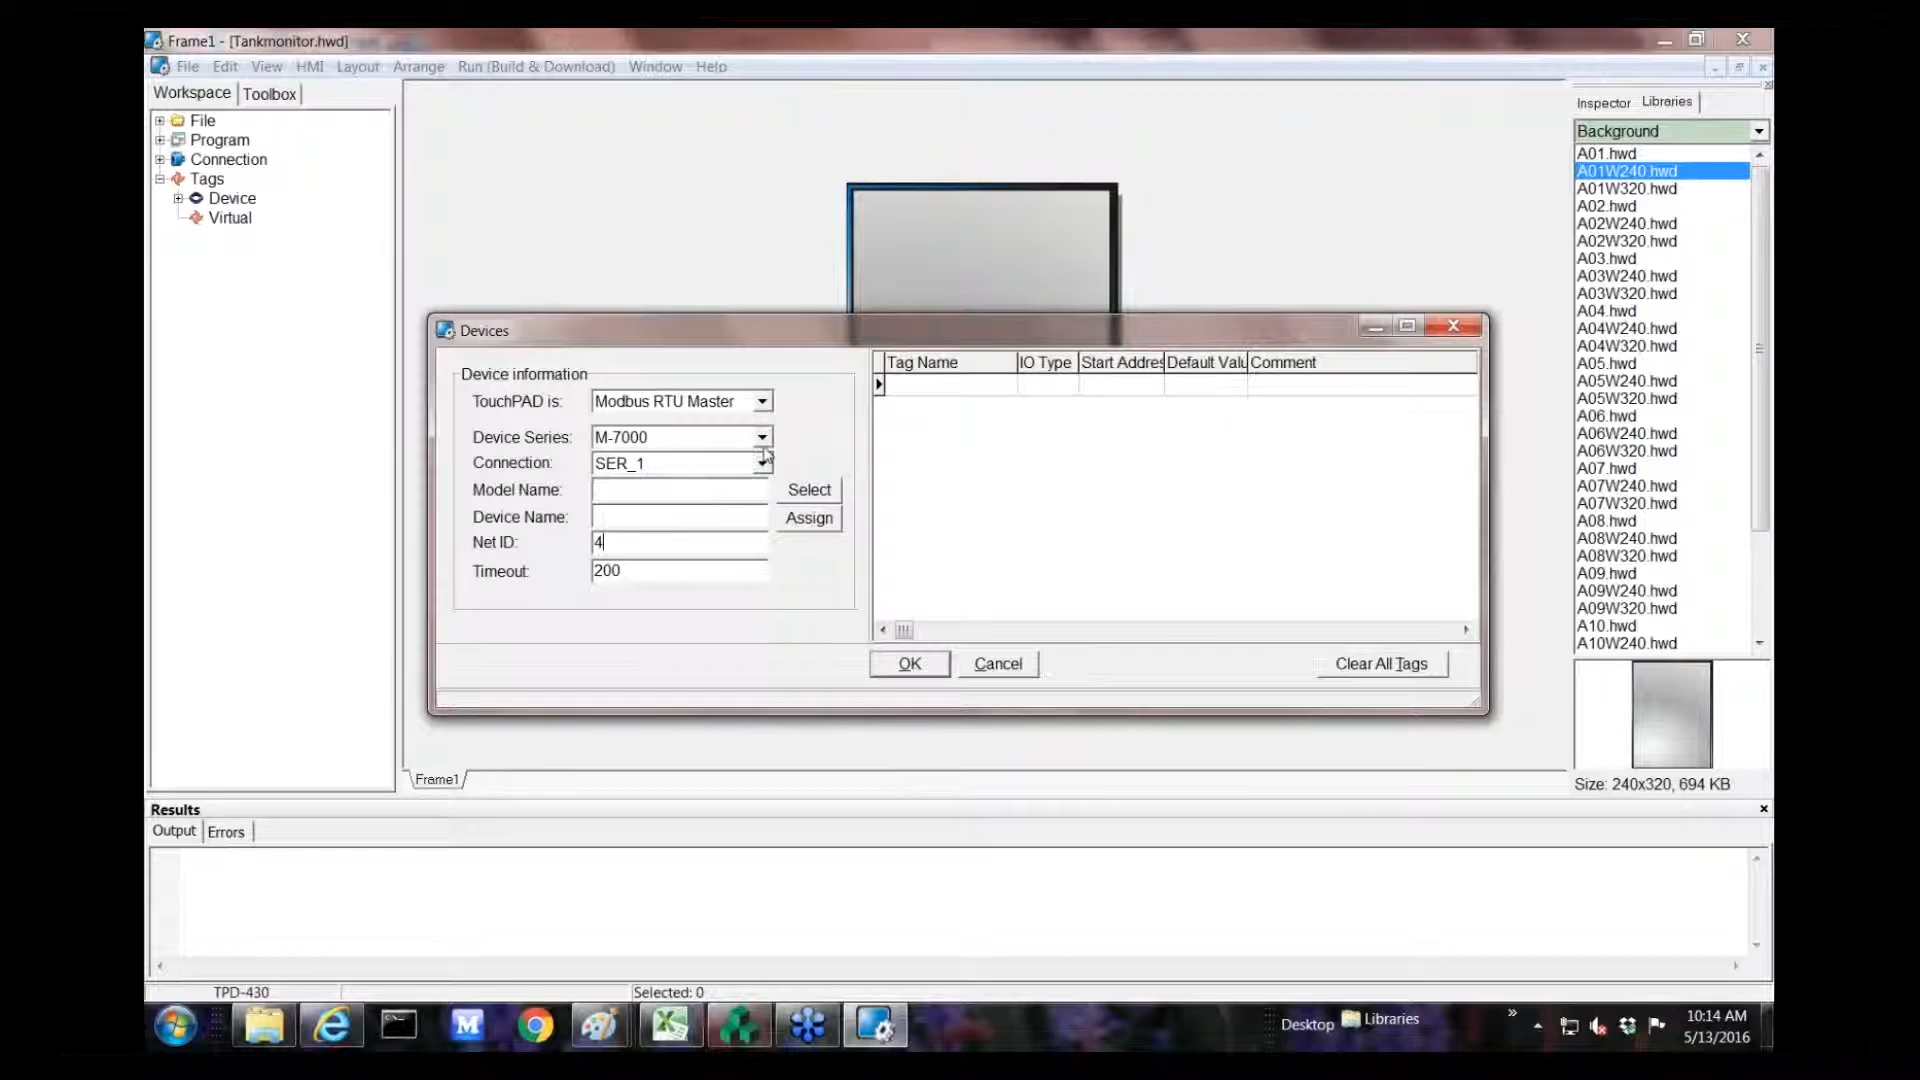 Frame1 - [Tankmonitor.hwd]
File Edit View HMI Layout Arrange Run (Build & Download) Window Help
Workspace Toolbox
File
Program
Connection
Tags
Device
Virtual
Inspector Libraries
Background
A01.hwd
A01W240.hwd
A01W320.hwd
A02.hwd
A02W240.hwd
A02W320.hwd
A03.hwd
A03W240.hwd
A03W320.hwd
A04.hwd
A04W240.hwd
A04W320.hwd
A05.hwd
A05W240.hwd
A05W320.hwd
A06.hwd
A06W240.hwd
A06W320.hwd
A07.hwd
A07W240.hwd
A07W320.hwd
A08.hwd
A08W240.hwd
A08W320.hwd
A09.hwd
A09W240.hwd
A09W320.hwd
A10.hwd
A10W240.hwd
Size: 240x320, 694 KB
Devices
Device information
TouchPAD is: Modbus RTU Master
Device Series: M-7000
Connection: SER_1
Model Name: Select
Device Name: Assign
Net ID: 4
Timeout: 200
Tag Name IO Type Start Addres Default Valu Comment
OK Cancel Clear All Tags
Frame1
Results
Output Errors
TPD-430 Selected: 0
Desktop Libraries
10:14 AM
5/13/2016